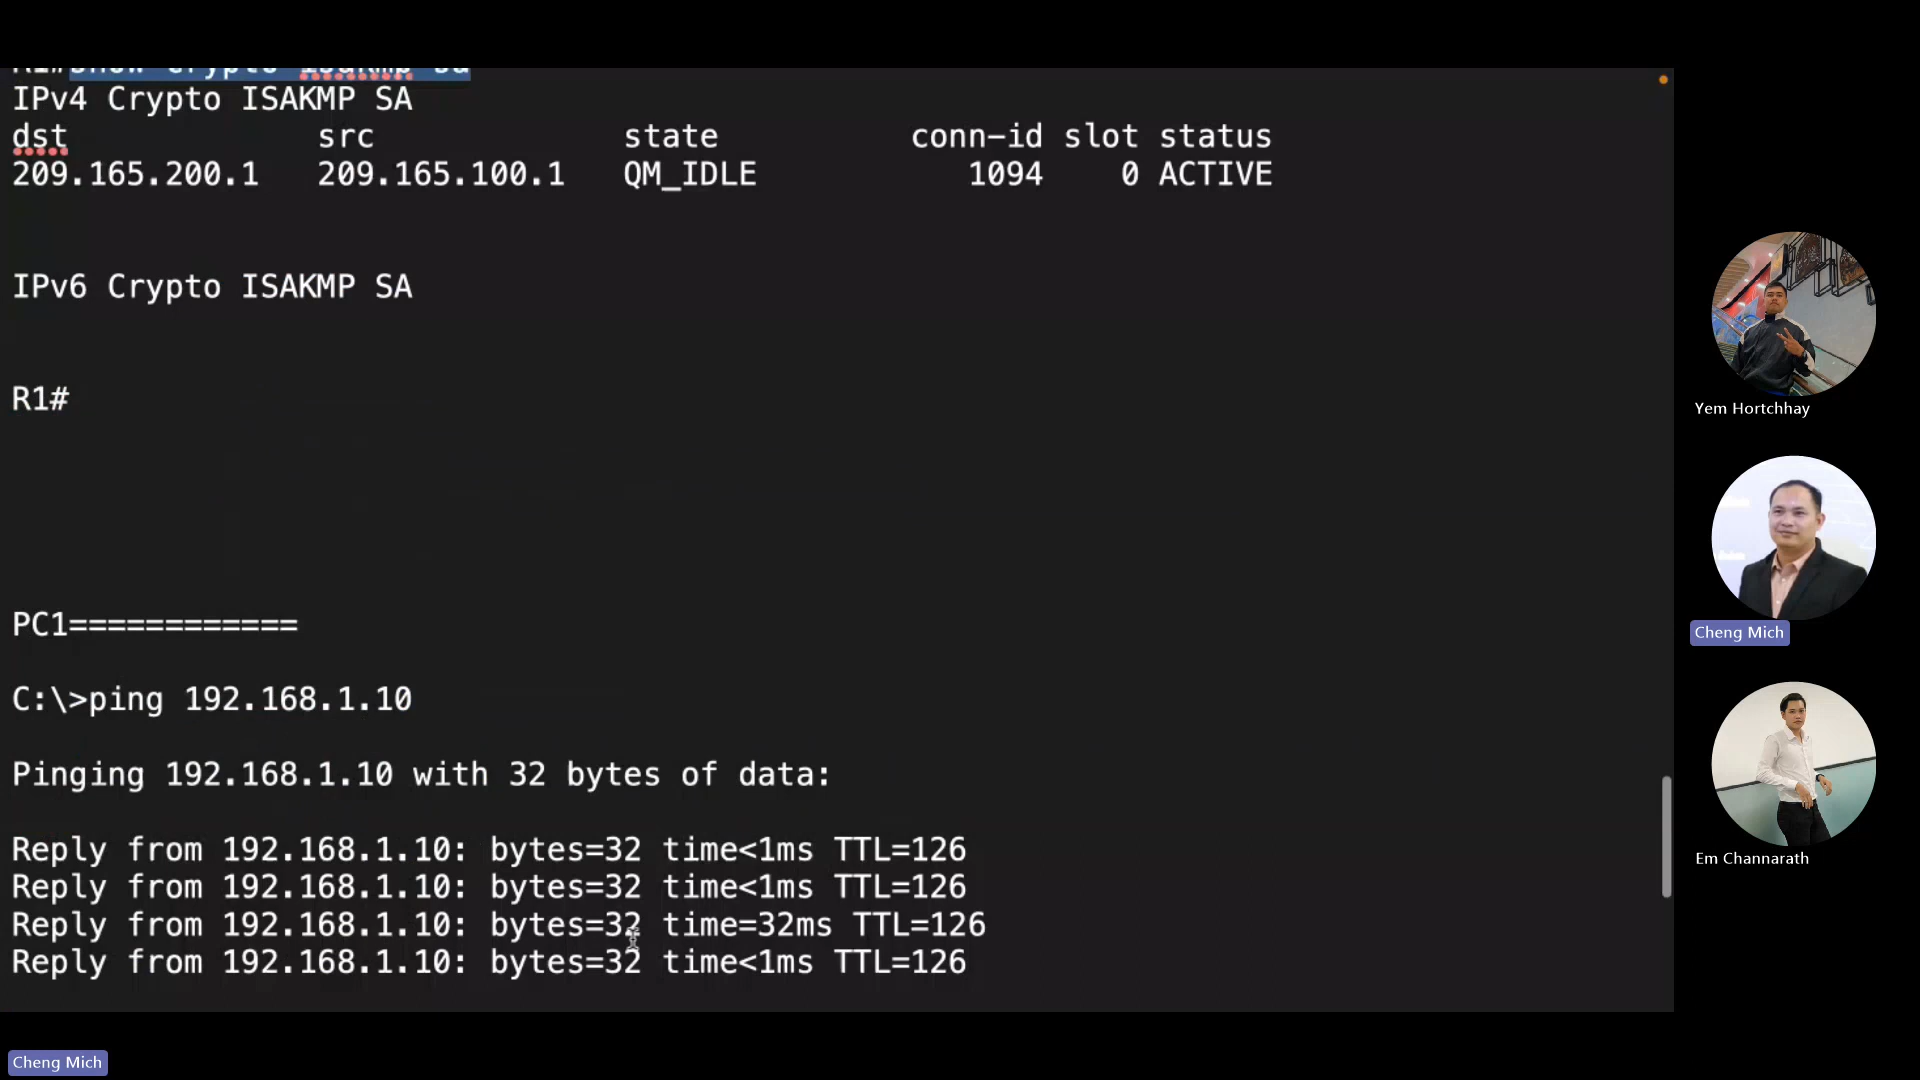 R1#show crypto isakmp sa
IPv4 Crypto ISAKMP SA
dst src state conn-id slot status
209.165.200.1 209.165.100.1 QM_IDLE 1094 0 ACTIVE
IPv6 Crypto ISAKMP SA
R1#
PC1============
C:\>ping 192.168.1.10
Pinging 192.168.1.10 with 32 bytes of data:
Reply from 192.168.1.10: bytes=32 time<1ms TTL=126
Reply from 192.168.1.10: bytes=32 time<1ms TTL=126
Reply from 192.168.1.10: bytes=32 time=32ms TTL=126
Reply from 192.168.1.10: bytes=32 time<1ms TTL=126
Yem Hortchhay
Cheng Mich
Em Channarath
Cheng Mich